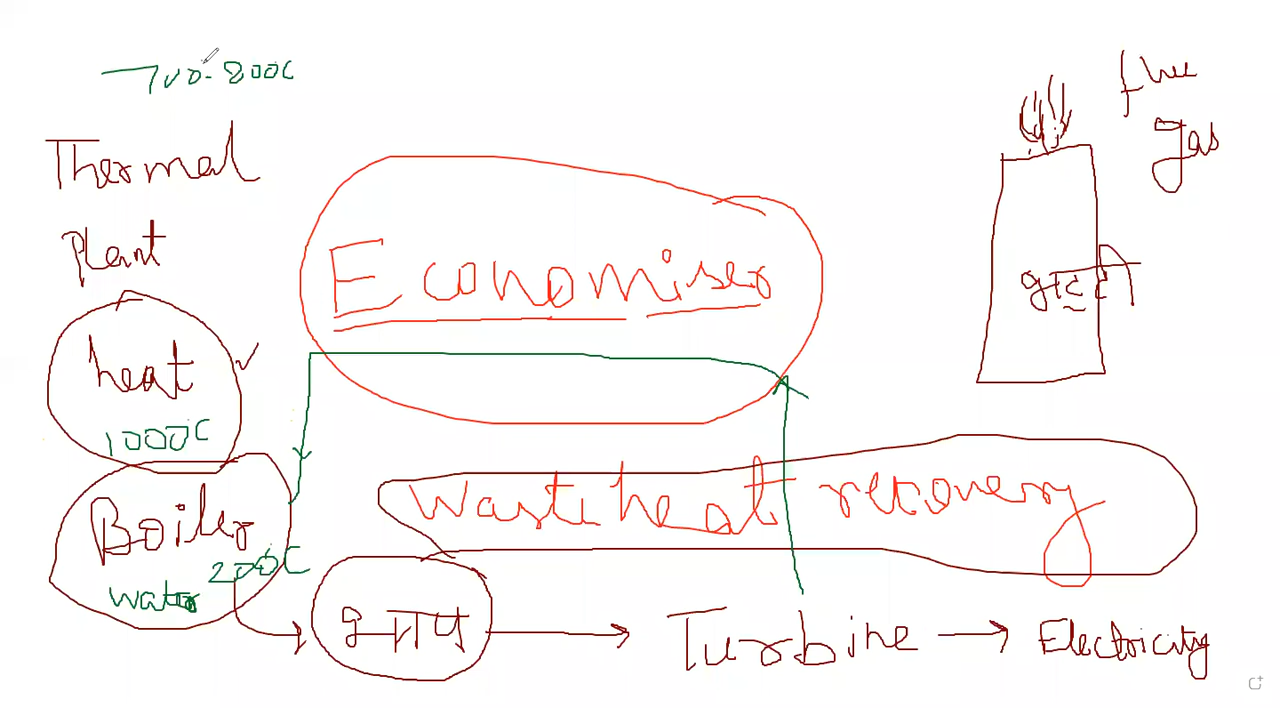 700-800C
Thermal
Plant
heat
1000C
Boiler
200C
water
Economiser
Waste heat recovery
Turbine
Electricity
flue
gas